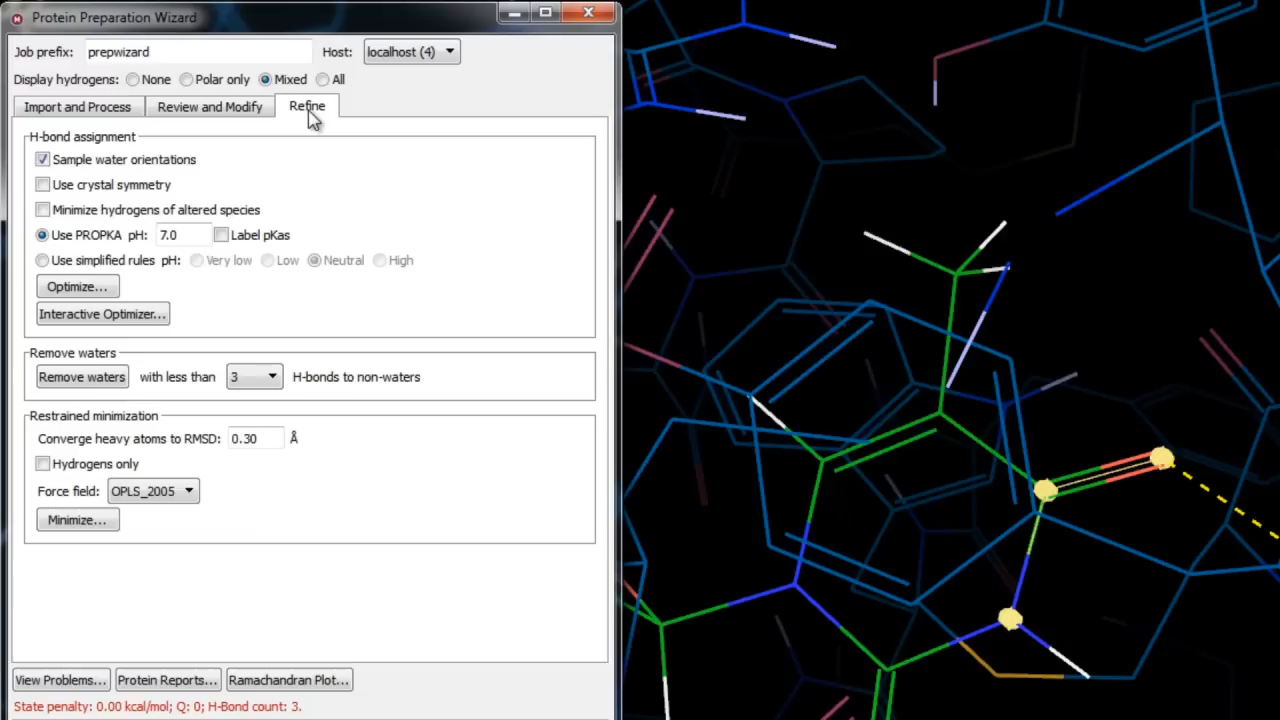 Protein Preparation Wizard
Job prefix: prepwizard Host: localhost (4)
Display hydrogens: None Polar only Mixed All
Import and Process Review and Modify Refine
H-bond assignment
Sample water orientations
Use crystal symmetry
Minimize hydrogens of altered species
Use PROPKA pH: 7.0 Label pKas
Use simplified rules pH: Very low Low Neutral High
Optimize...
Interactive Optimizer...
Remove waters
Remove waters with less than 3 H-bonds to non-waters
Restrained minimization
Converge heavy atoms to RMSD: 0.30 Å
Hydrogens only
Force field: OPLS_2005
Minimize...
View Problems... Protein Reports... Ramachandran Plot...
State penalty: 0.00 kcal/mol; Q: 0; H-Bond count: 3.